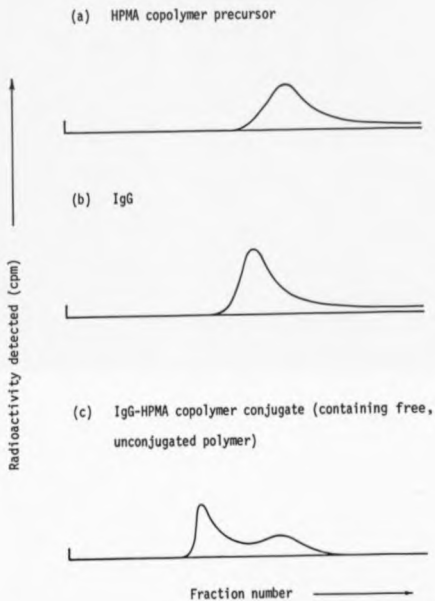 (a) HPMA copolymer precursor
(b) IgG
Radioactivity detected (cpm)
(c) IgG-HPMA copolymer conjugate (containing free,
unconjugated polymer)
Fraction number